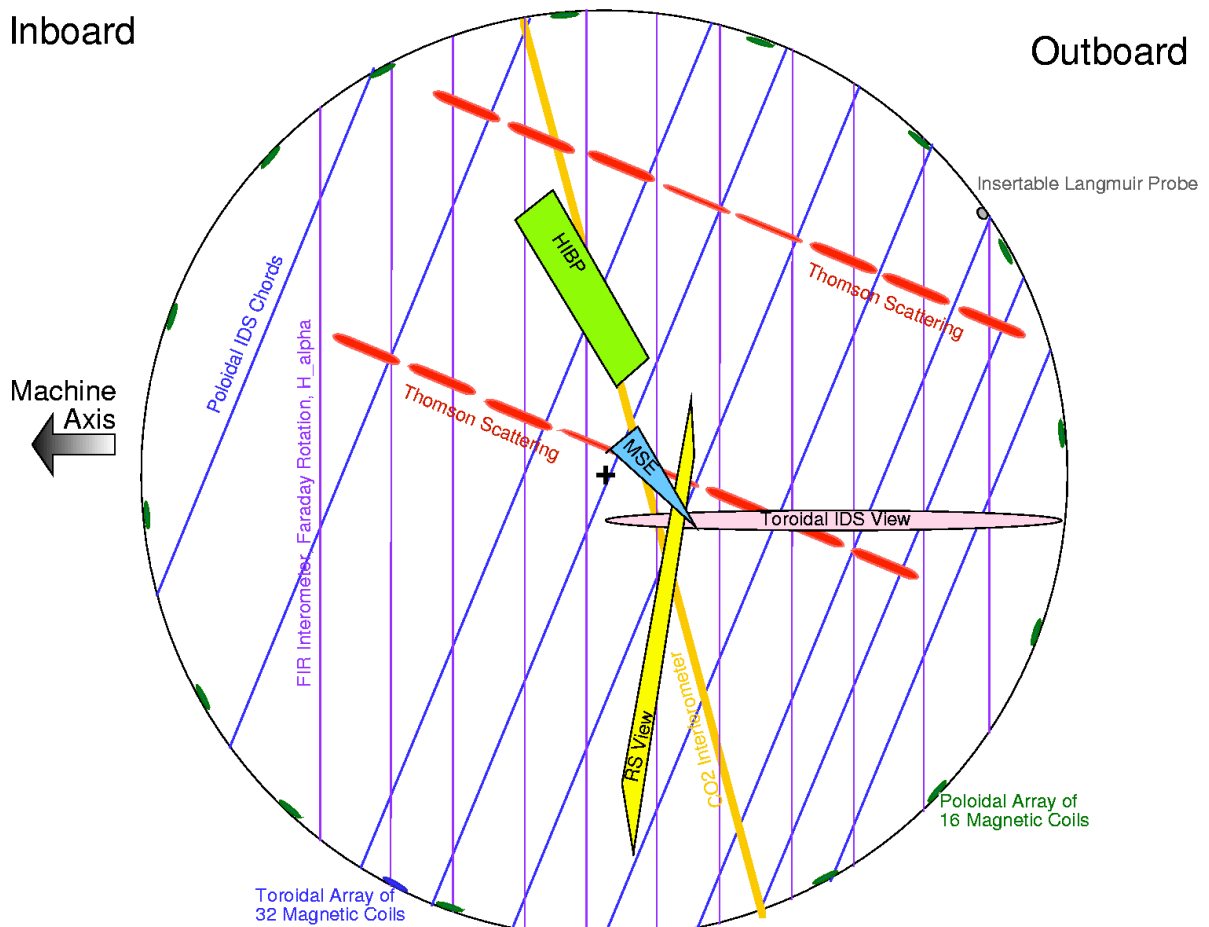 Inboard
Outboard
Insertable Langmuir Probe
HIBP
Thomson Scattering
Poloidal IDS Chords
FIR Interometer, Faraday Rotation, H_alpha
Machine
Axis
Thomson Scattering
MSE
Toroidal IDS View
RS View
CO2 Interferometer
Poloidal Array of
16 Magnetic Coils
Toroidal Array of
32 Magnetic Coils